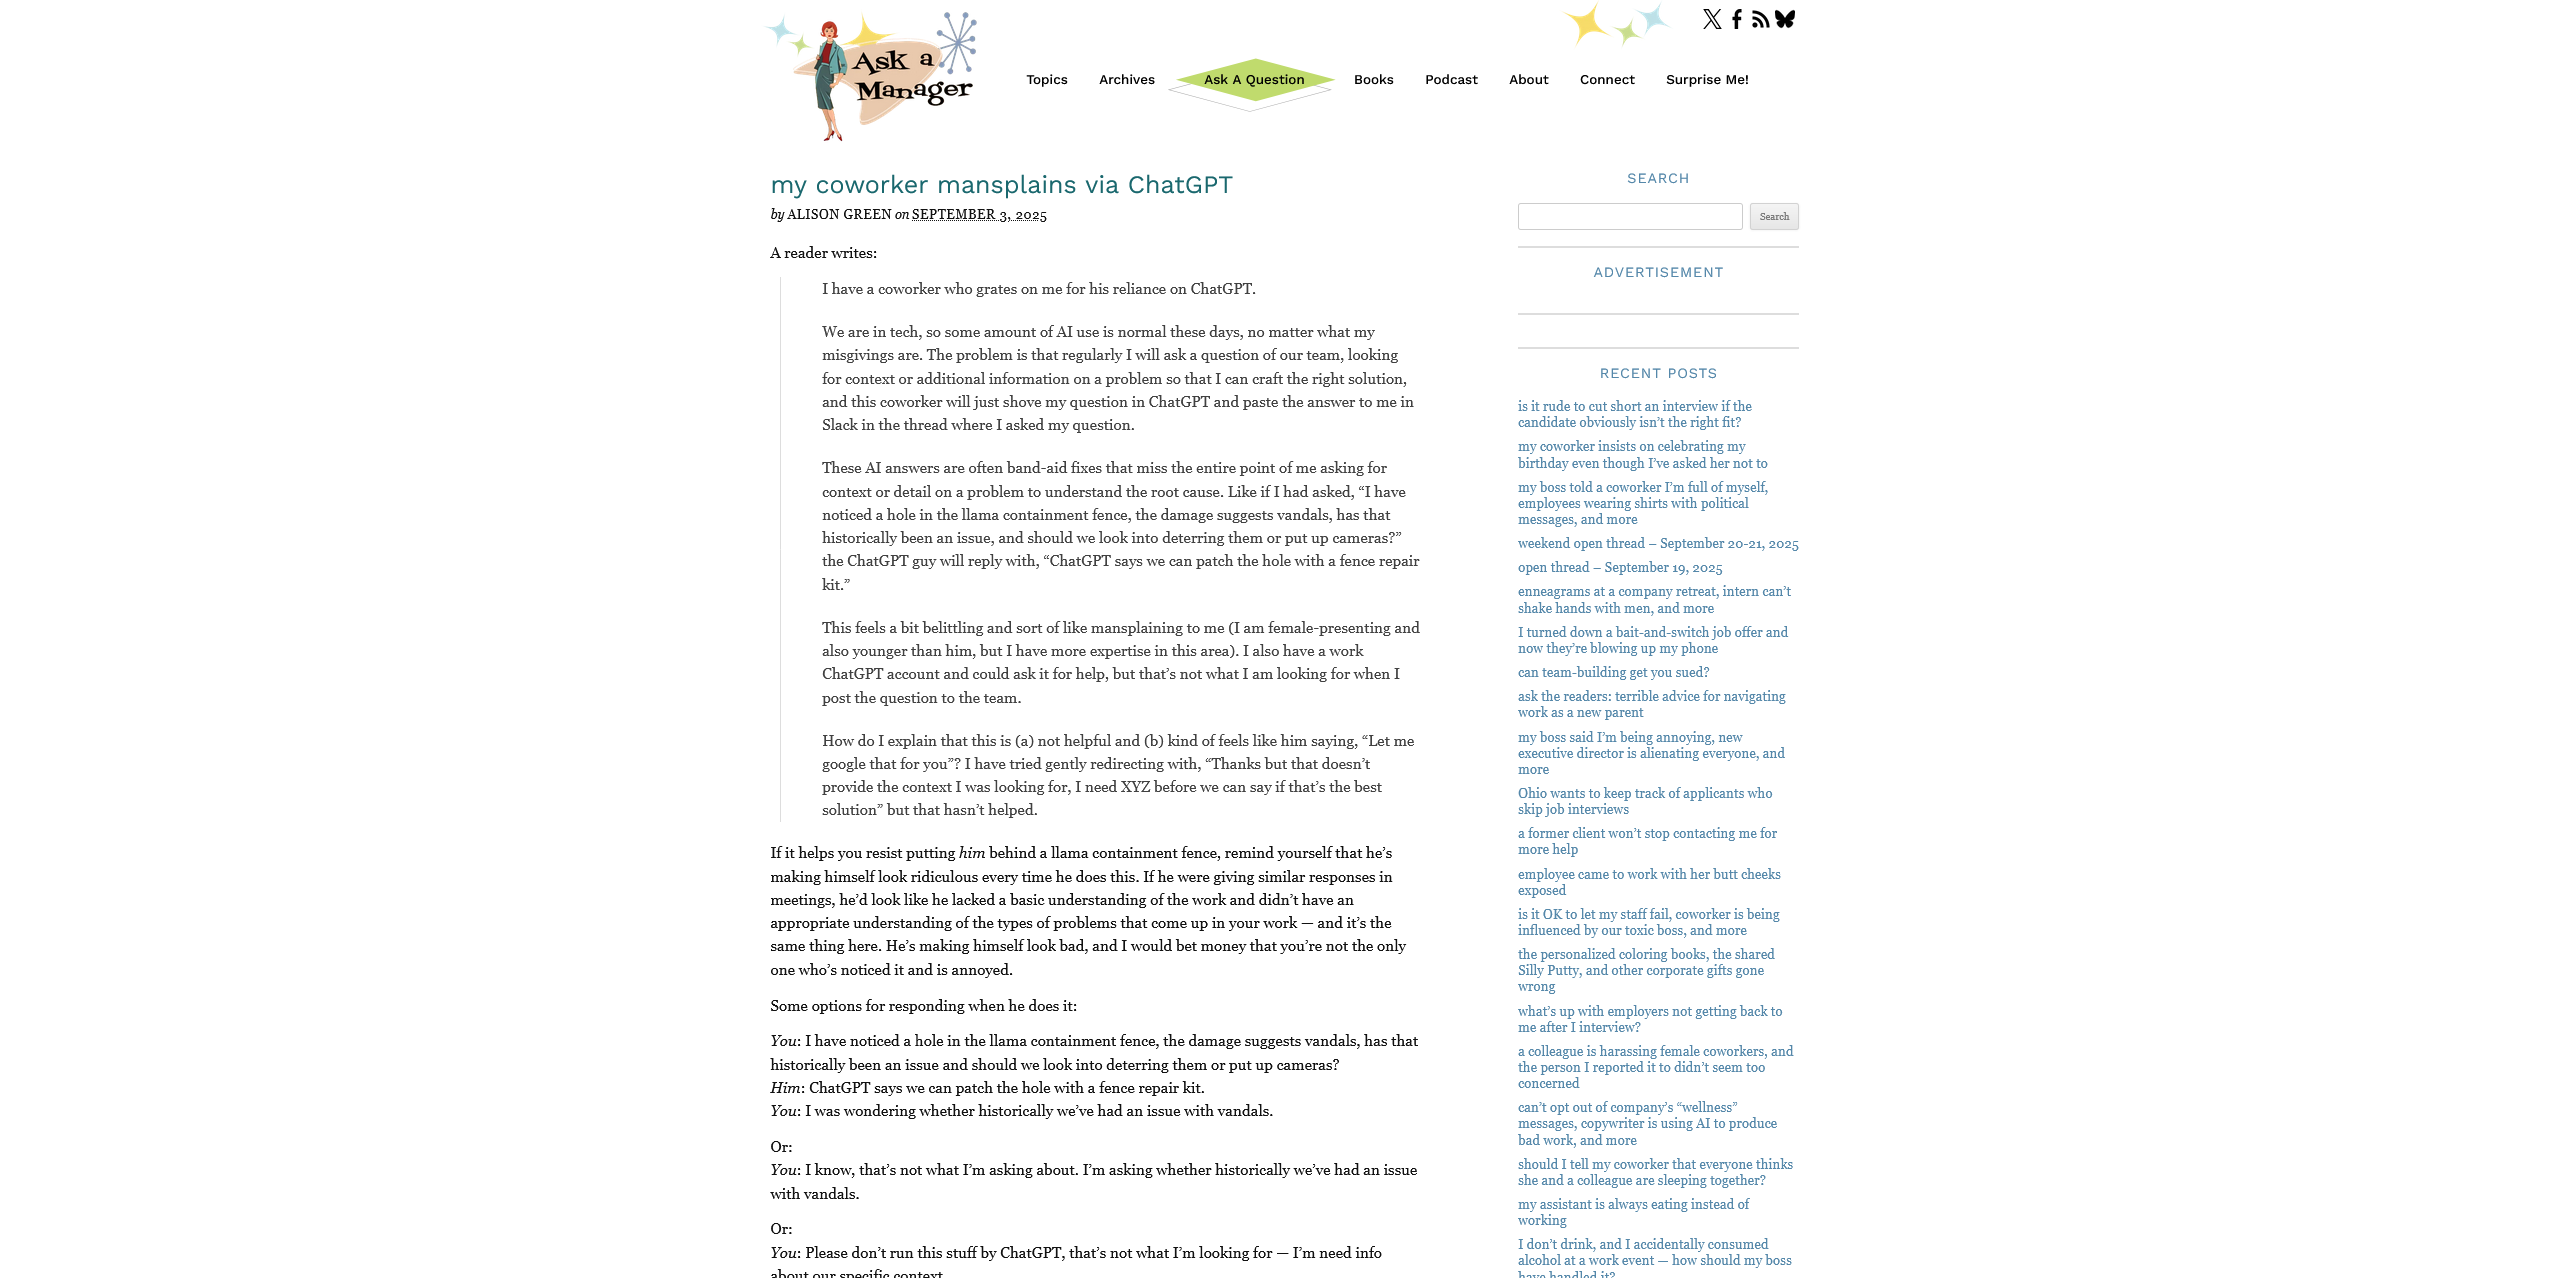 Ask a
Manager
Topics
Archives
Ask A Question
Books
Podcast
About
Connect
Surprise Me!
my coworker mansplains via ChatGPT
by ALISON GREEN on SEPTEMBER 3, 2025
A reader writes:
I have a coworker who grates on me for his reliance on ChatGPT.
We are in tech, so some amount of AI use is normal these days, no matter what my
misgivings are. The problem is that regularly I will ask a question of our team, looking
for context or additional information on a problem so that I can craft the right solution,
and this coworker will just shove my question in ChatGPT and paste the answer to me in
Slack in the thread where I asked my question.
These AI answers are often band-aid fixes that miss the entire point of me asking for
context or detail on a problem to understand the root cause. Like if I had asked, “I have
noticed a hole in the llama containment fence, the damage suggests vandals, has that
historically been an issue, and should we look into deterring them or put up cameras?”
the ChatGPT guy will reply with, “ChatGPT says we can patch the hole with a fence repair
kit.”
This feels a bit belittling and sort of like mansplaining to me (I am female-presenting and
also younger than him, but I have more expertise in this area). I also have a work
ChatGPT account and could ask it for help, but that’s not what I am looking for when I
post the question to the team.
How do I explain that this is (a) not helpful and (b) kind of feels like him saying, “Let me
google that for you”? I have tried gently redirecting with, “Thanks but that doesn’t
provide the context I was looking for, I need XYZ before we can say if that’s the best
solution” but that hasn’t helped.
If it helps you resist putting him behind a llama containment fence, remind yourself that he’s
making himself look ridiculous every time he does this. If he were giving similar responses in
meetings, he’d look like he lacked a basic understanding of the work and didn’t have an
appropriate understanding of the types of problems that come up in your work — and it’s the
same thing here. He’s making himself look bad, and I would bet money that you’re not the only
one who’s noticed it and is annoyed.
Some options for responding when he does it:
You: I have noticed a hole in the llama containment fence, the damage suggests vandals, has that
historically been an issue and should we look into deterring them or put up cameras?
Him: ChatGPT says we can patch the hole with a fence repair kit.
You: I was wondering whether historically we’ve had an issue with vandals.
Or:
You: I know, that’s not what I’m asking about. I’m asking whether historically we’ve had an issue
with vandals.
Or:
You: Please don’t run this stuff by ChatGPT, that’s not what I’m looking for — I’m need info
about our specific context.
SEARCH
Search
ADVERTISEMENT
RECENT POSTS
is it rude to cut short an interview if the
candidate obviously isn’t the right fit?
my coworker insists on celebrating my
birthday even though I’ve asked her not to
my boss told a coworker I’m full of myself,
employees wearing shirts with political
messages, and more
weekend open thread – September 20-21, 2025
open thread – September 19, 2025
enneagrams at a company retreat, intern can’t
shake hands with men, and more
I turned down a bait-and-switch job offer and
now they’re blowing up my phone
can team-building get you sued?
ask the readers: terrible advice for navigating
work as a new parent
my boss said I’m being annoying, new
executive director is alienating everyone, and
more
Ohio wants to keep track of applicants who
skip job interviews
a former client won’t stop contacting me for
more help
employee came to work with her butt cheeks
exposed
is it OK to let my staff fail, coworker is being
influenced by our toxic boss, and more
the personalized coloring books, the shared
Silly Putty, and other corporate gifts gone
wrong
what’s up with employers not getting back to
me after I interview?
a colleague is harassing female coworkers, and
the person I reported it to didn’t seem too
concerned
can’t opt out of company’s “wellness”
messages, copywriter is using AI to produce
bad work, and more
should I tell my coworker that everyone thinks
she and a colleague are sleeping together?
my assistant is always eating instead of
working
I don’t drink, and I accidentally consumed
alcohol at a work event — how should my boss
have handled it?